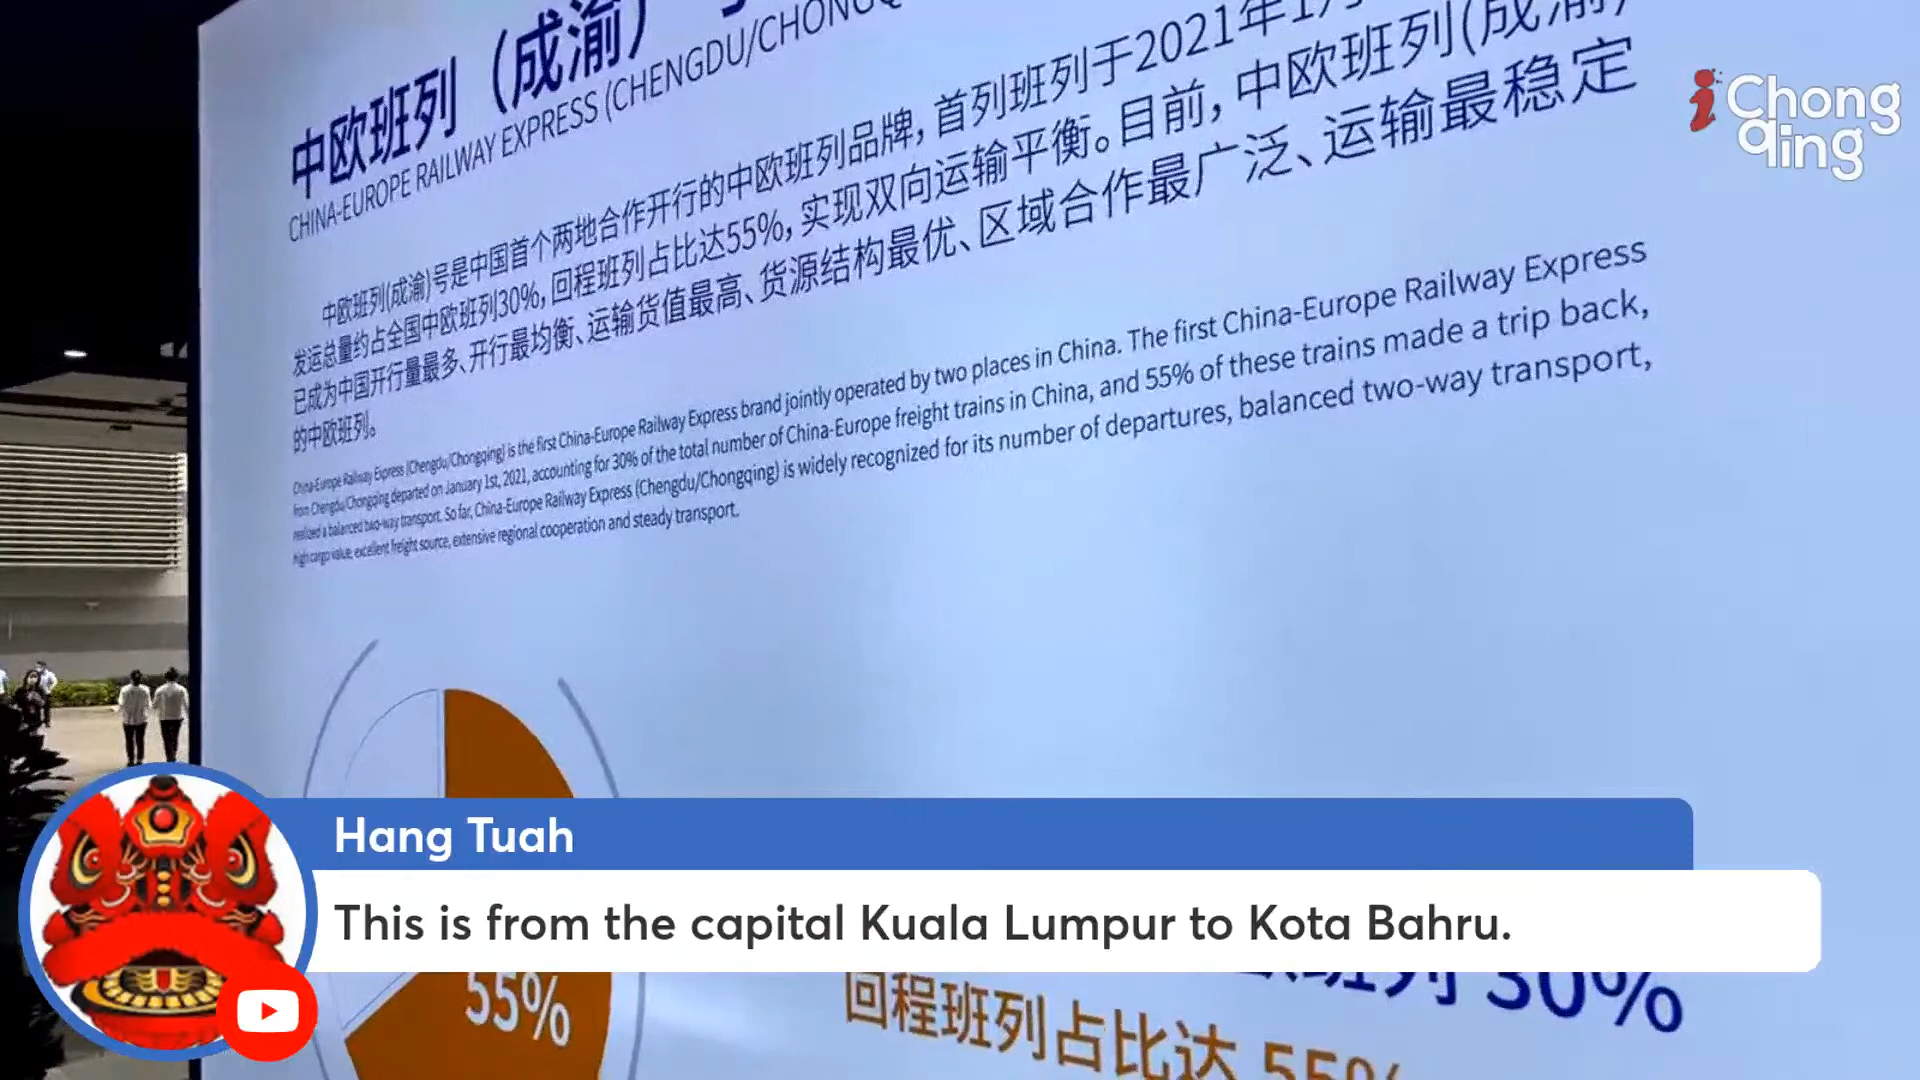 中欧班列（成渝）
CHINA-EUROPE RAILWAY EXPRESS (CHENGDU/CHONGQ
中欧班列(成渝)号是中国首个两地合作开行的中欧班列品牌，首列班列于2021年1月
发运总量约占全国中欧班列30%，回程班列占比达55%，实现双向运输平衡。目前，中欧班列(成渝)
已成为中国开行量最多、开行最均衡、运输货值最高、货源结构最优、区域合作最广泛、运输最稳定
的中欧班列。
China-Europe Railway Express (Chengdu/Chongqing) is the first China-Europe Railway Express brand jointly operated by two places in China. The first China-Europe Railway Express
from Chengdu/Chongqing departed on January 1st, 2021, accounting for 30% of the total number of China-Europe freight trains in China, and 55% of these trains made a trip back,
realized a balanced two-way transport. So far, China-Europe Railway Express (Chengdu/Chongqing) is widely recognized for its number of departures, balanced two-way transport,
high cargo value, excellent freight source, extensive regional cooperation and steady transport.
iChong
qing
Hang Tuah
This is from the capital Kuala Lumpur to Kota Bahru.
55%
班列 30%
回程班列占比达 55%